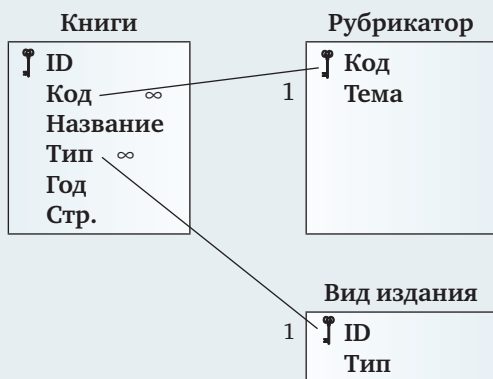 Книги
ID
Код ∞
Название
Тип ∞
Год
Стр.
Рубрикатор
Код
1 Тема
Вид издания
1 ID
Тип